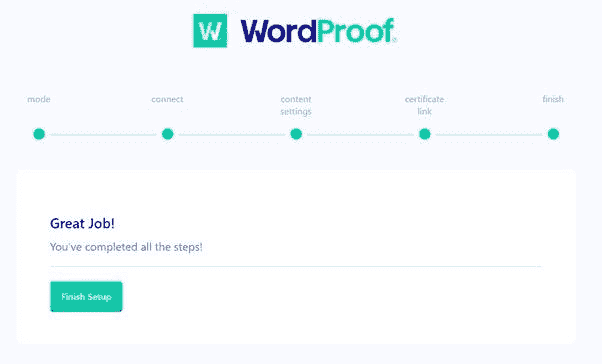 W WordProof®
mode
connect
content
settings
certificate
link
finish
Great Job!
You've completed all the steps!
Finish Setup